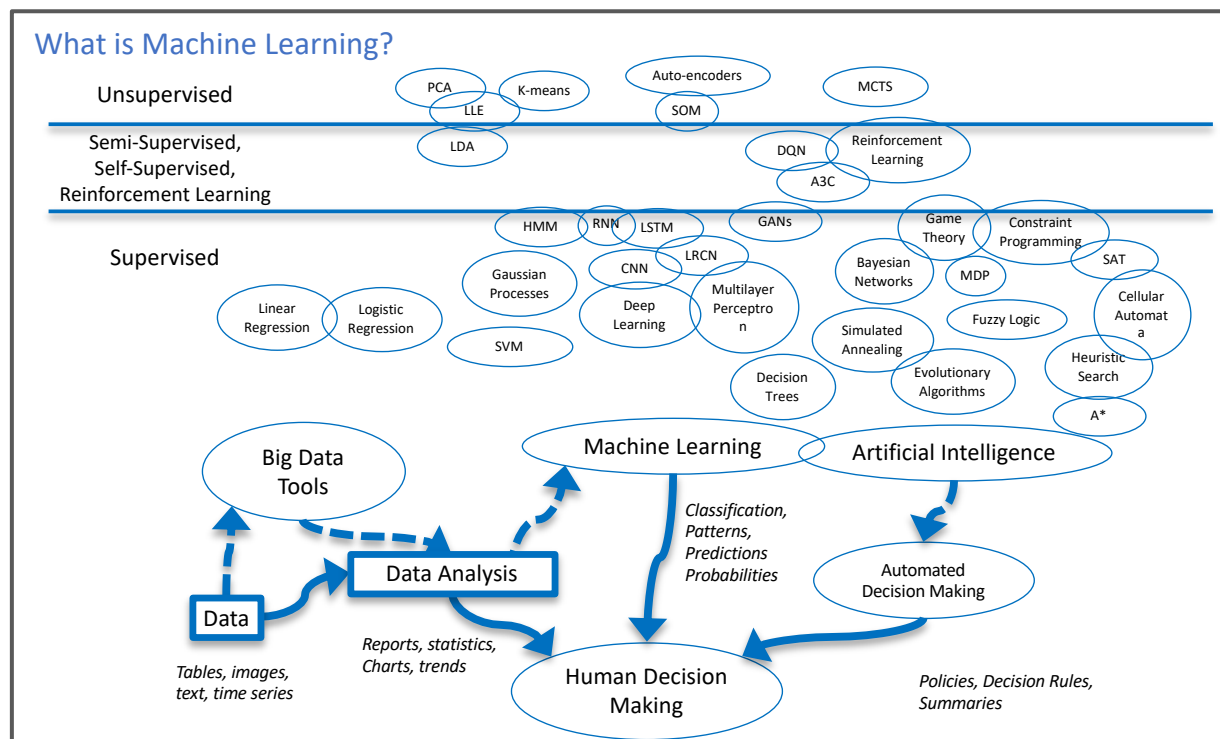 What is Machine Learning?
Unsupervised
PCA
K-means
LLE
Auto-encoders
SOM
MCTS
Semi-Supervised,
Self-Supervised,
Reinforcement Learning
LDA
DQN
Reinforcement
Learning
A3C
Supervised
HMM
RNN
LSTM
GANs
Game
Theory
Constraint
Programming
LRCN
CNN
SAT
Gaussian
Processes
Bayesian
Networks
MDP
Multilayer
Perceptro
n
Cellular
Automat
a
Linear
Regression
Logistic
Regression
Deep
Learning
Fuzzy Logic
SVM
Simulated
Annealing
Heuristic
Search
Decision
Trees
Evolutionary
Algorithms
A*
Big Data
Tools
Machine Learning
Artificial Intelligence
Classification,
Patterns,
Predictions
Probabilities
Data Analysis
Automated
Decision Making
Data
Reports, statistics,
Charts, trends
Tables, images,
text, time series
Human Decision
Making
Policies, Decision Rules,
Summaries